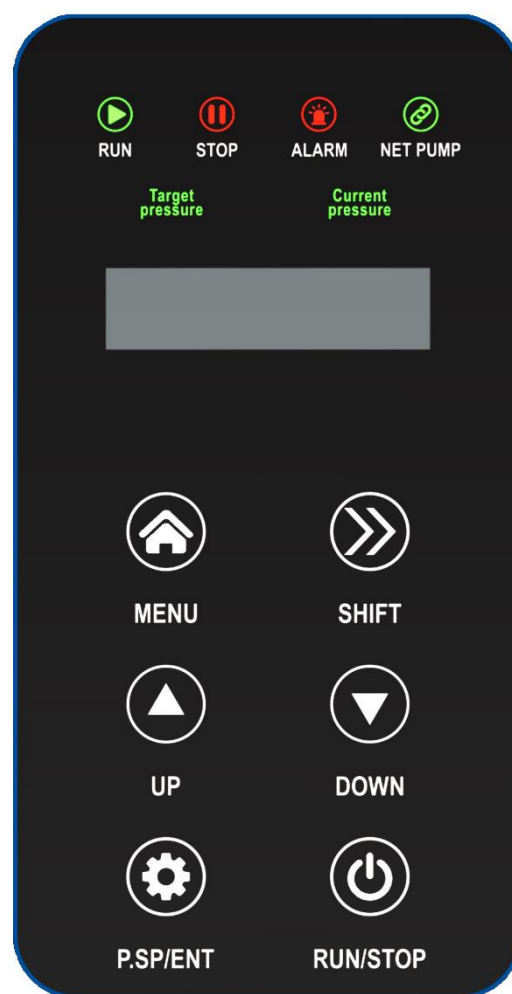 RUN STOP ALARM NET PUMP
Target Current
pressure pressure
MENU SHIFT
UP DOWN
P.SP/ENT RUN/STOP